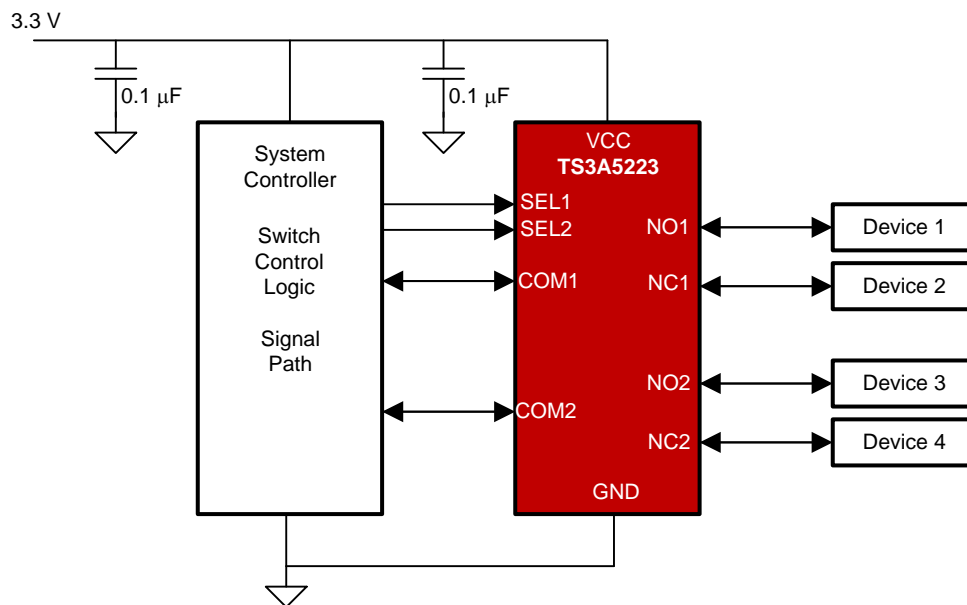 3.3 V
0.1 μF
0.1 μF
System
Controller
Switch
Control
Logic
Signal
Path
VCC
TS3A5223
SEL1
SEL2
COM1
COM2
NO1
NC1
NO2
NC2
GND
Device 1
Device 2
Device 3
Device 4